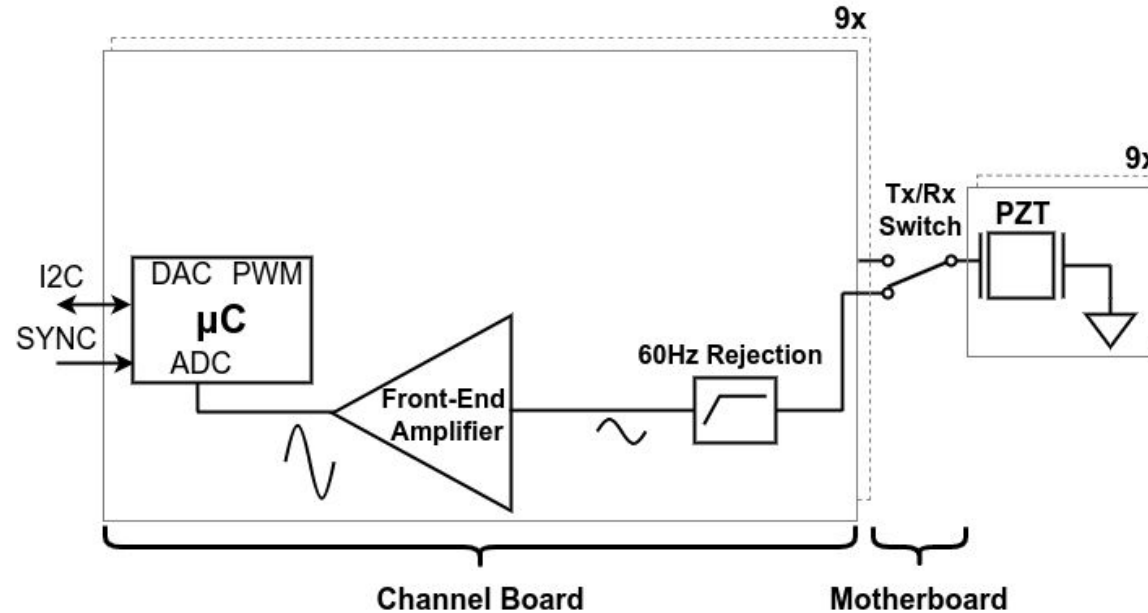 9x
9x
Tx/Rx
Switch
PZT
I2C
DAC PWM
µC
SYNC
ADC
60Hz Rejection
Front-End
Amplifier
Channel Board
Motherboard